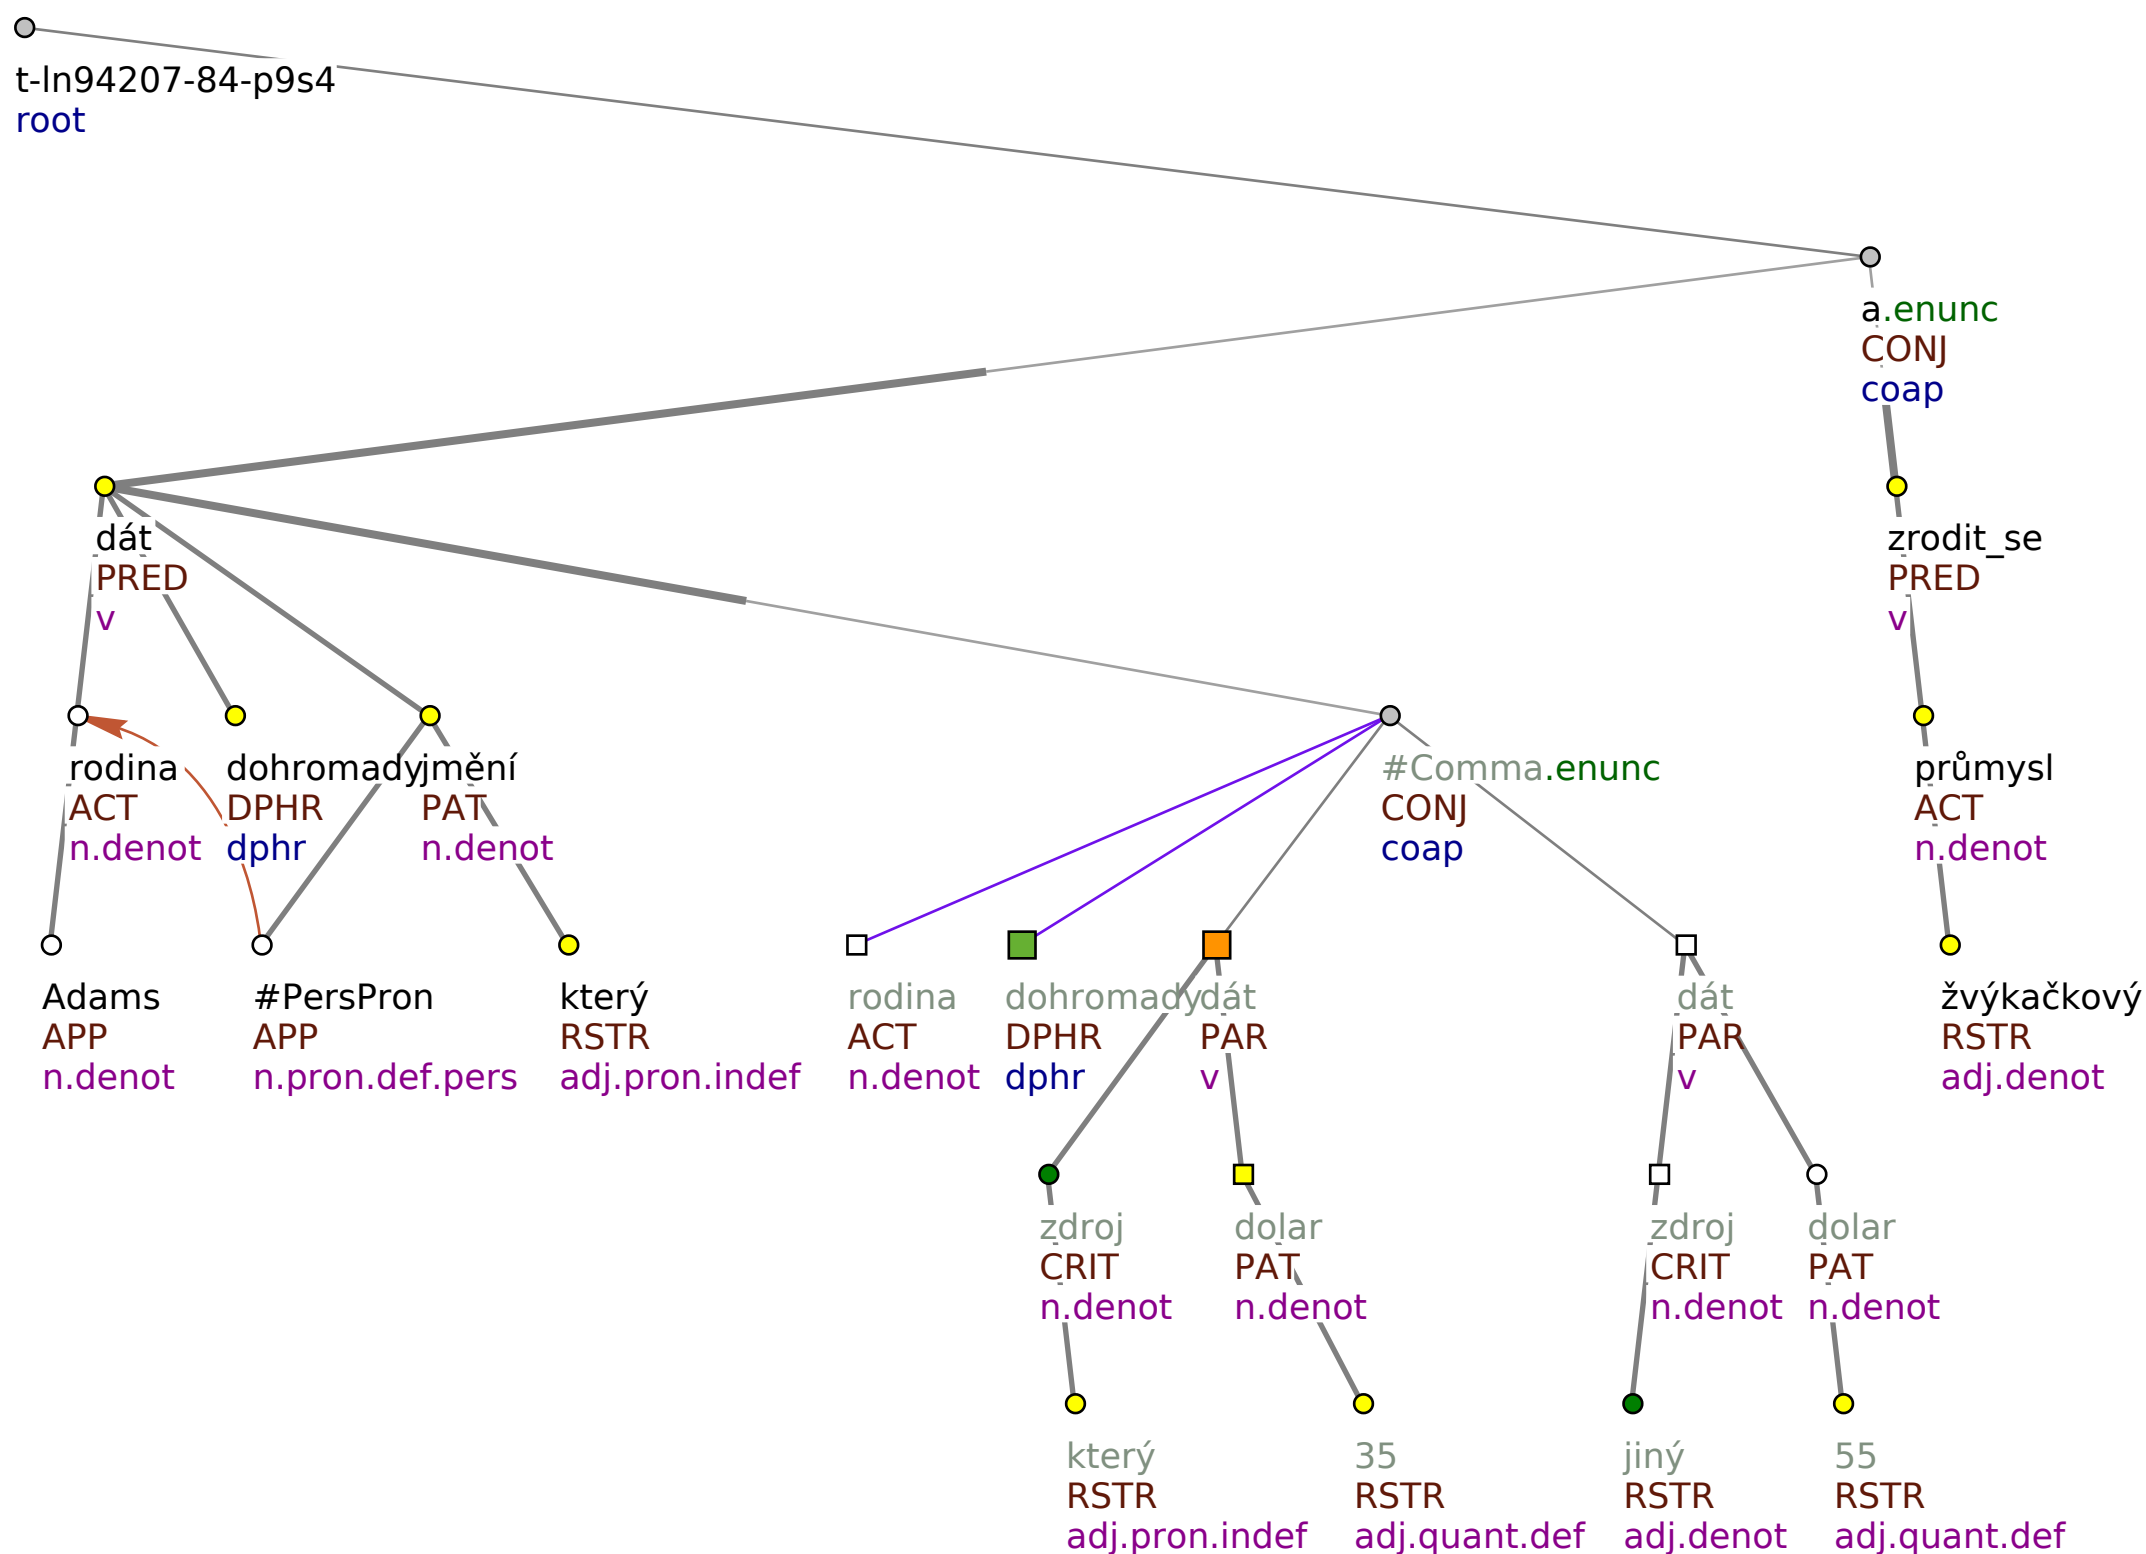 t-ln94207-84-p9s4
root
a.enunc
CONJ
coap
dát
PRED
v
zrodit_se
PRED
v
rodina
ACT
n.denot
dohromady
DPHR
dphr
jmění
PAT
n.denot
#Comma.enunc
CONJ
coap
průmysl
ACT
n.denot
Adams
APP
n.denot
#PersPron
APP
n.pron.def.pers
který
RSTR
adj.pron.indef
rodina
ACT
n.denot
dohromady
DPHR
dphr
dát
PAR
v
dát
PAR
v
žvýkačkový
RSTR
adj.denot
zdroj
CRIT
n.denot
dolar
PAT
n.denot
zdroj
CRIT
n.denot
dolar
PAT
n.denot
který
RSTR
adj.pron.indef
35
RSTR
adj.quant.def
jiný
RSTR
adj.denot
55
RSTR
adj.quant.def